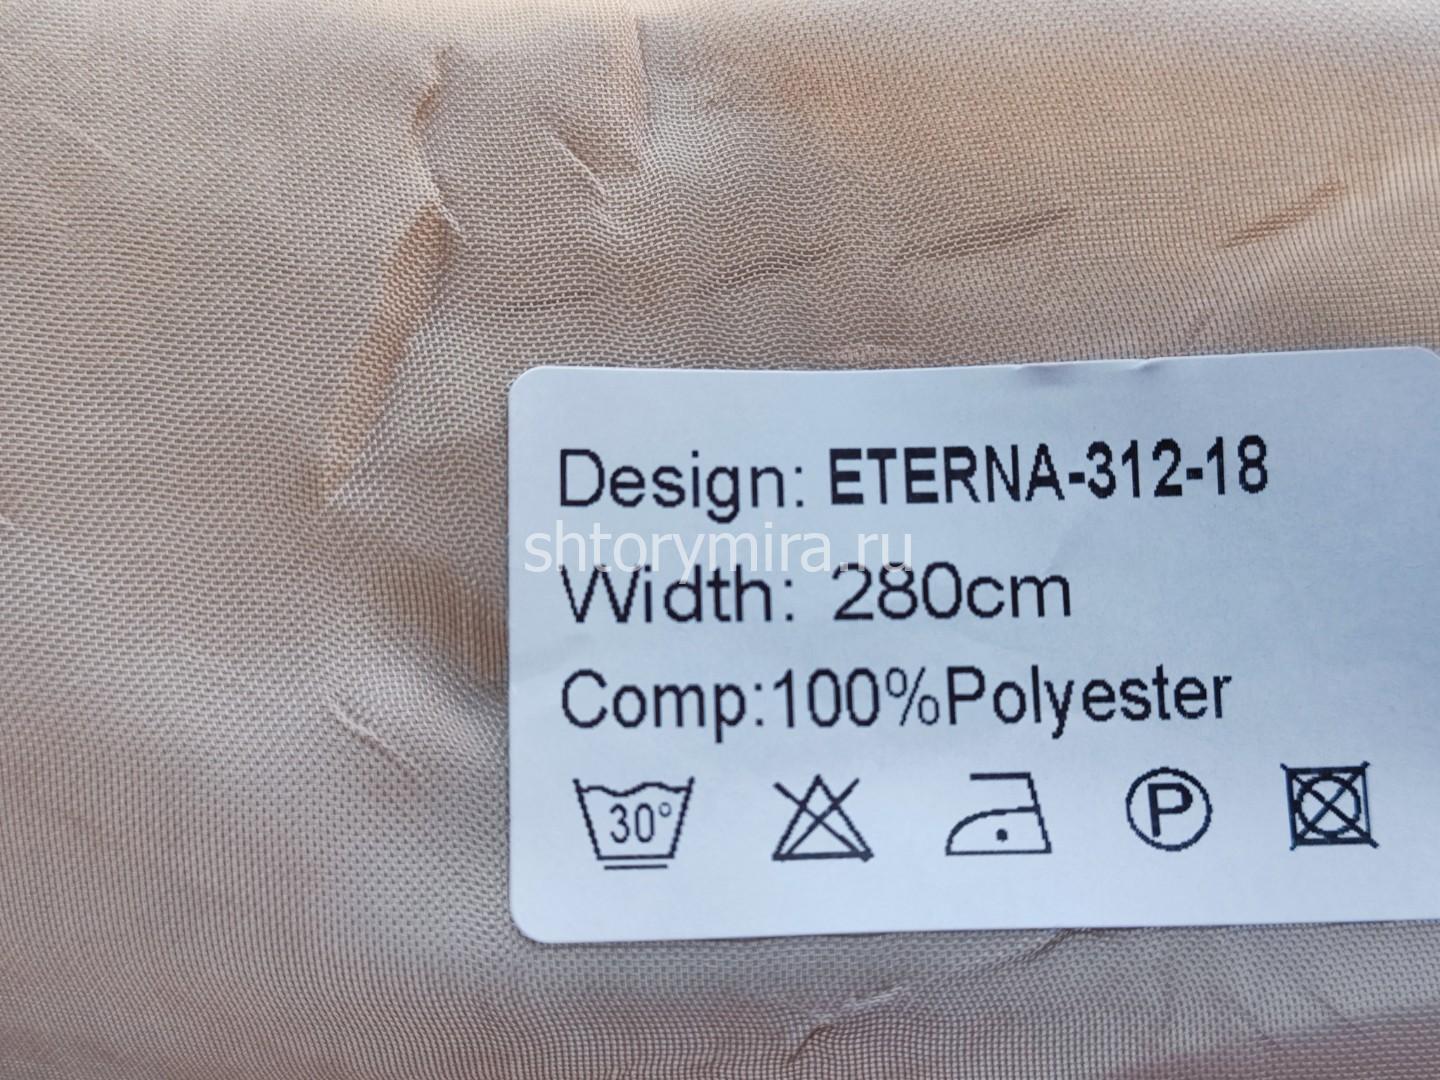 Design: ETERNA-312-18
shtorymira.ru
Width: 280cm
Comp:100%Polyester
30° P